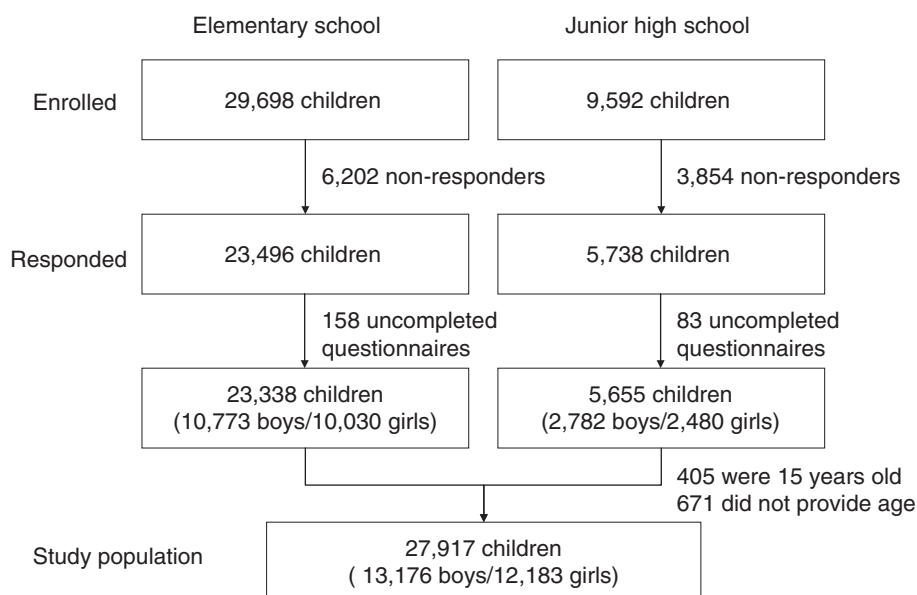 Elementary school
Junior high school
Enrolled
29,698 children
9,592 children
6,202 non-responders
3,854 non-responders
Responded
23,496 children
5,738 children
158 uncompleted
questionnaires
83 uncompleted
questionnaires
23,338 children
(10,773 boys/10,030 girls)
5,655 children
(2,782 boys/2,480 girls)
405 were 15 years old
671 did not provide age
Study population
27,917 children
( 13,176 boys/12,183 girls)